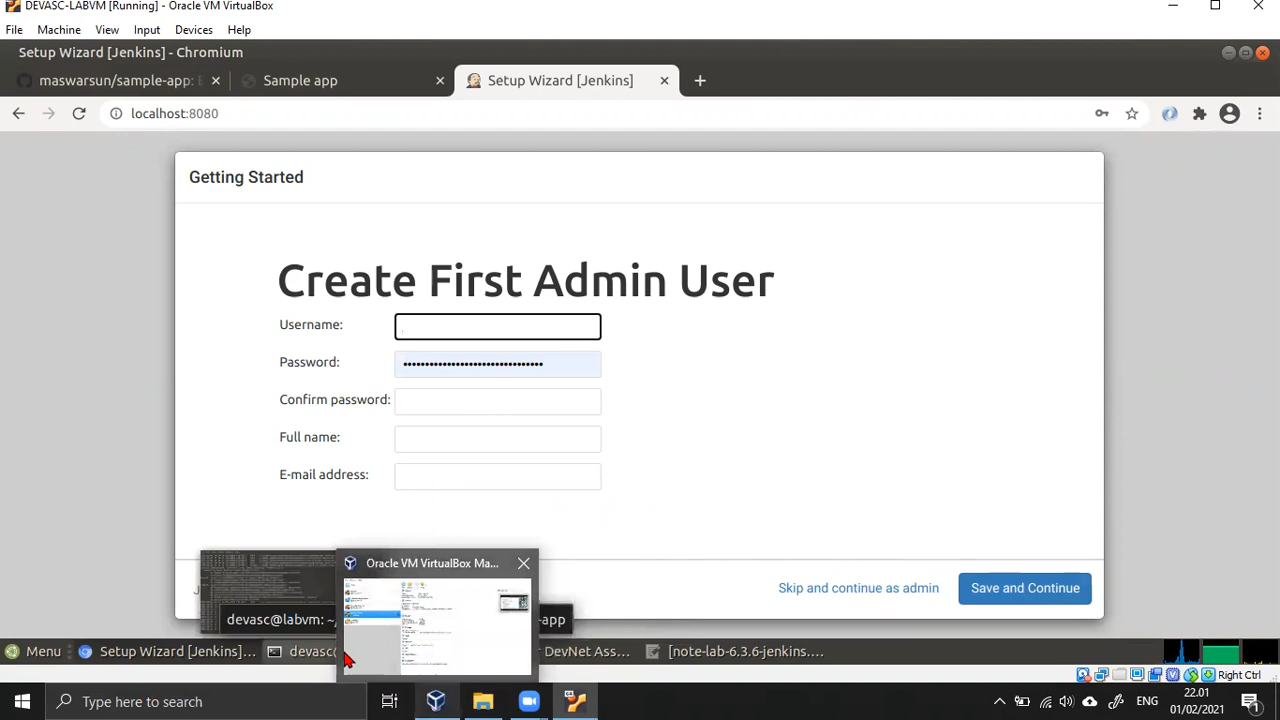 DEVASC-LABVM [Running] - Oracle VM VirtualBox
File Machine View Input Devices Help
Setup Wizard [Jenkins] - Chromium
maswarsun/sample-app:
Sample app
Setup Wizard [Jenkins]
localhost:8080
Getting Started
Create First Admin User
Username:
Password:
Confirm password:
Full name:
E-mail address:
Skip and continue as admin
Save and Continue
Oracle VM VirtualBox Ma...
devasc@labvm: ~
-app
Menu
Setup Wizard [Jenkins]...
devasc
r DevNet Ass...
[note-lab-6.3.6-jenkins....
Right Ctrl
Type here to search
ENG
22.01
01/02/2021